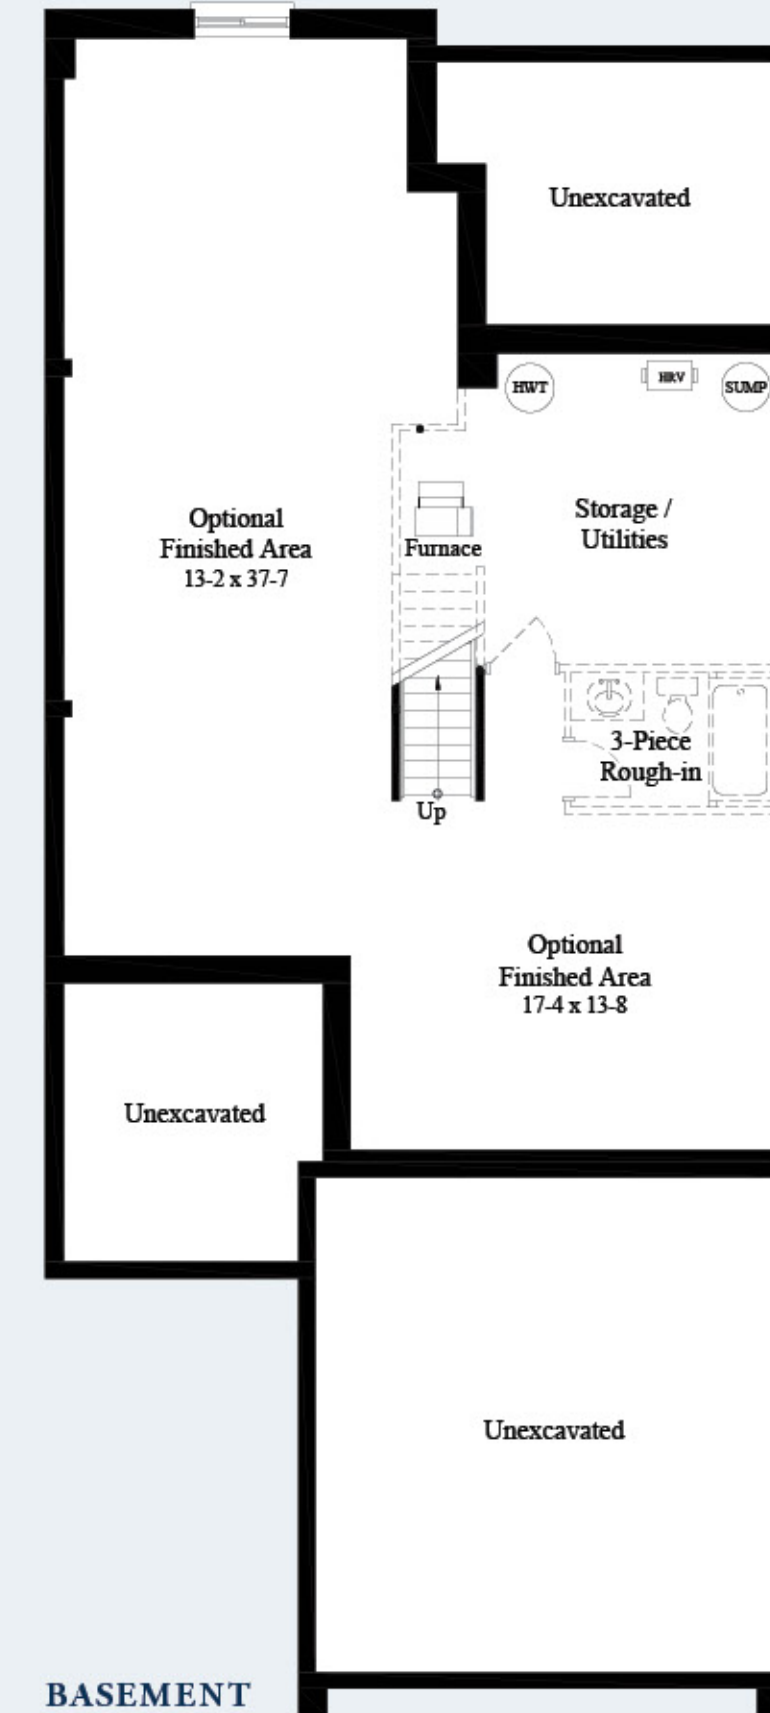 Unexcavated
HWT
HRV
SUMP
Optional
Finished Area
13-2 x 37-7
Storage /
Utilities
Furnace
3-Piece
Rough-in
Up
Optional
Finished Area
17-4 x 13-8
Unexcavated
Unexcavated
BASEMENT